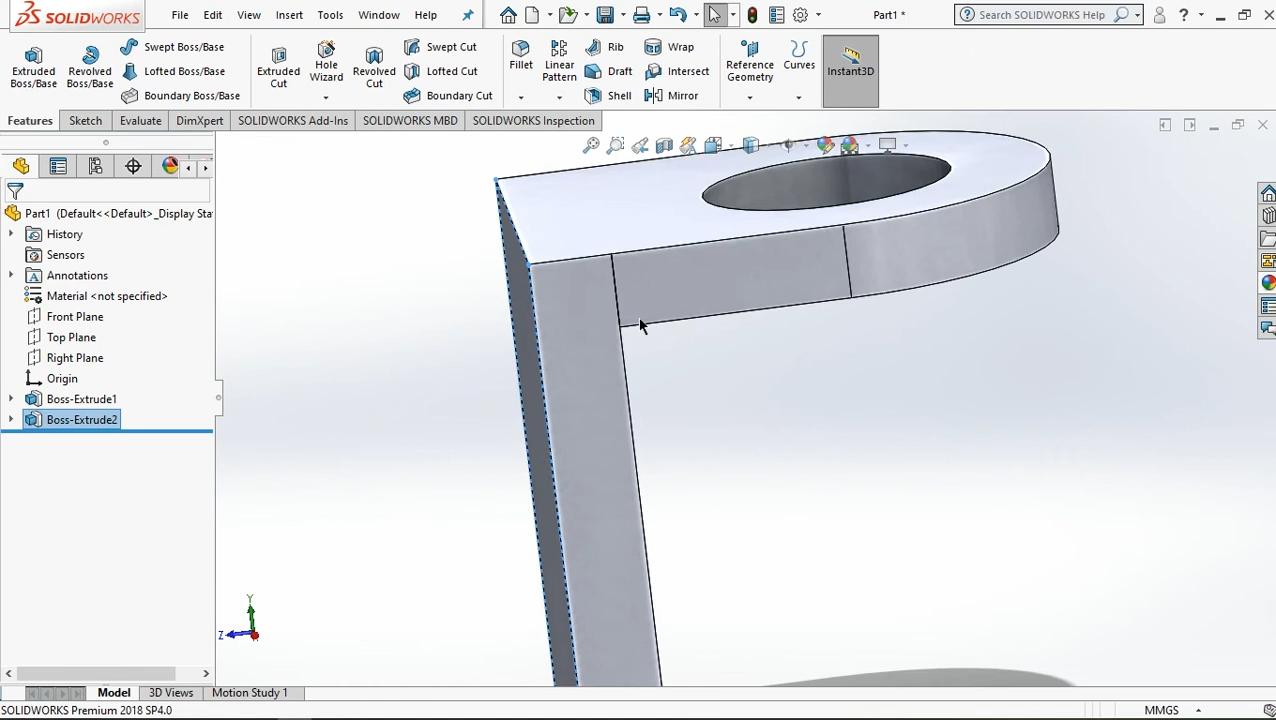 SOLIDWORKS File Edit View Insert Tools Window Help Part1 * Search SOLIDWORKS Help ?
Extruded Boss/Base Revolved Boss/Base Swept Boss/Base Extruded Cut Hole Wizard Revolved Cut Swept Cut Fillet Linear Pattern Rib Wrap Reference Geometry Curves Instant3D
Lofted Boss/Base Lofted Cut Draft Intersect
Boundary Boss/Base Boundary Cut Shell Mirror
Features Sketch Evaluate DimXpert SOLIDWORKS Add-Ins SOLIDWORKS MBD SOLIDWORKS Inspection
Part1 (Default<<Default>_Display Sta
History
Sensors
Annotations
Material <not specified>
Front Plane
Top Plane
Right Plane
Origin
Boss-Extrude1
Boss-Extrude2
Y
Z
Model 3D Views Motion Study 1
SOLIDWORKS Premium 2018 SP4.0 MMGS